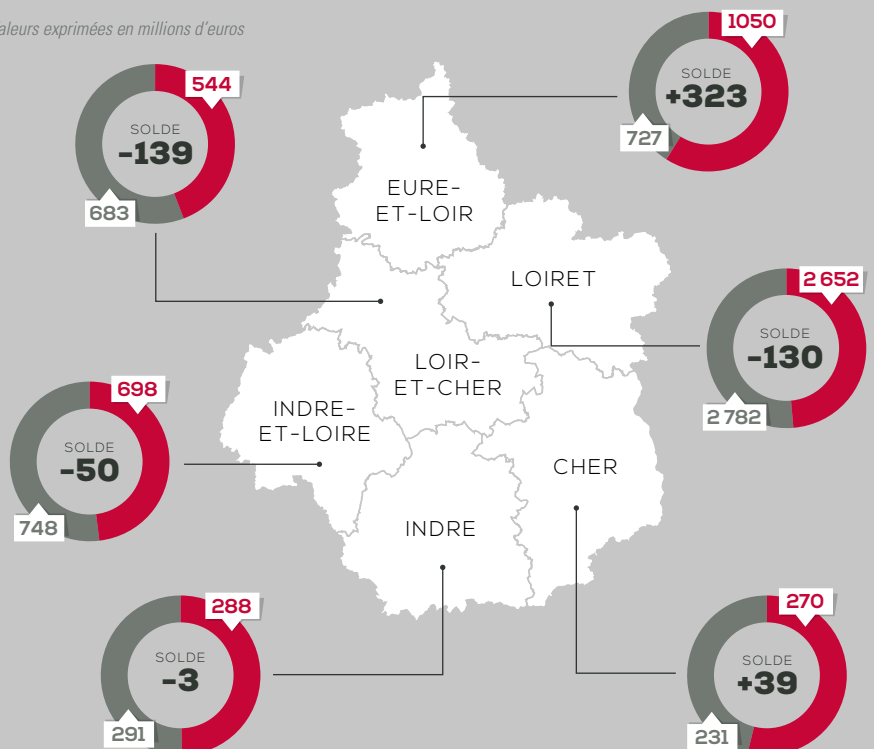 aleurs exprimées en millions d'euros
1050
SOLDE
+323
727
544
SOLDE
-139
683
EURE-
ET-LOIR
LOIRET
2 652
SOLDE
-130
2 782
LOIR-
ET-CHER
698
SOLDE
-50
748
INDRE-
ET-LOIRE
CHER
INDRE
288
SOLDE
-3
291
270
SOLDE
+39
231